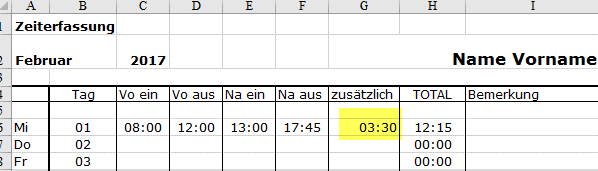 A B C D E F G H I
1 Zeiterfassung
2 Februar 2017 Name Vorname
3
4 Tag Vo ein Vo aus Na ein Na aus zusätzlich TOTAL Bemerkung
5
6 Mi 01 08:00 12:00 13:00 17:45 03:30 12:15
7 Do 02 00:00
8 Fr 03 00:00